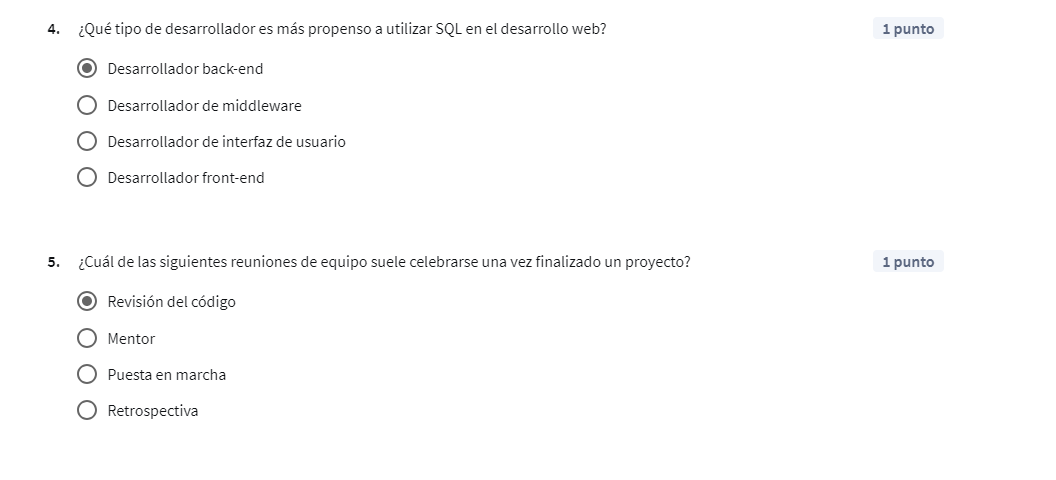 4. ¿Qué tipo de desarrollador es más propenso a utilizar SQL en el desarrollo web? 1 punto
Desarrollador back-end
Desarrollador de middleware
Desarrollador de interfaz de usuario
Desarrollador front-end
5. ¿Cuál de las siguientes reuniones de equipo suele celebrarse una vez finalizado un proyecto? 1 punto
Revisión del código
Mentor
Puesta en marcha
Retrospectiva